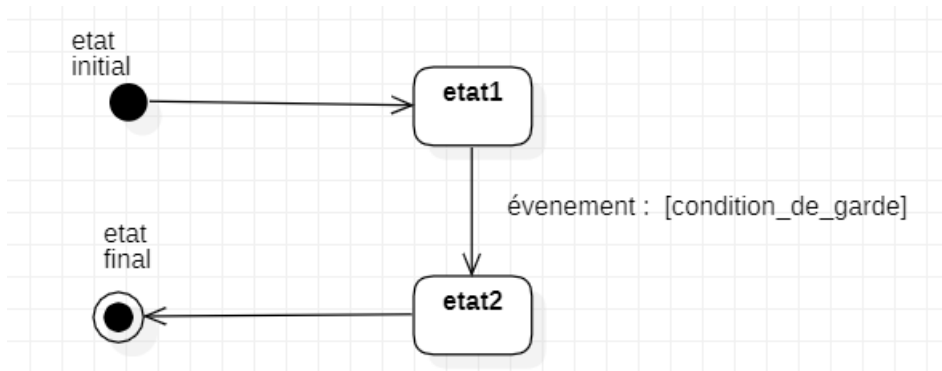 etat
initial
etat1
évenement : [condition_de_garde]
etat
final
etat2